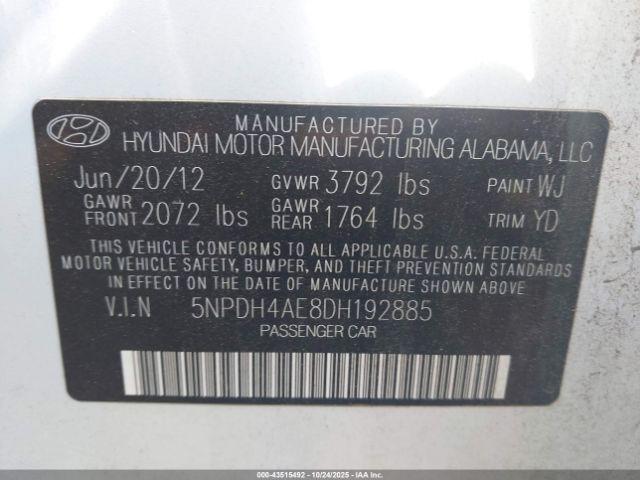 MANUFACTURED BY
HYUNDAI MOTOR MANUFACTURING ALABAMA, LLC
Jun/20/12 GVWR 3792 lbs PAINT WJ
GAWR FRONT 2072 lbs GAWR REAR 1764 lbs TRIM YD
THIS VEHICLE CONFORMS TO ALL APPLICABLE U.S.A. FEDERAL
MOTOR VEHICLE SAFETY, BUMPER, AND THEFT PREVENTION STANDARDS
IN EFFECT ON THE DATE OF MANUFACTURE SHOWN ABOVE.
V.I.N 5NPDH4AE8DH192885
PASSENGER CAR
000-43515492 - 10/24/2025 - IAAI.COM